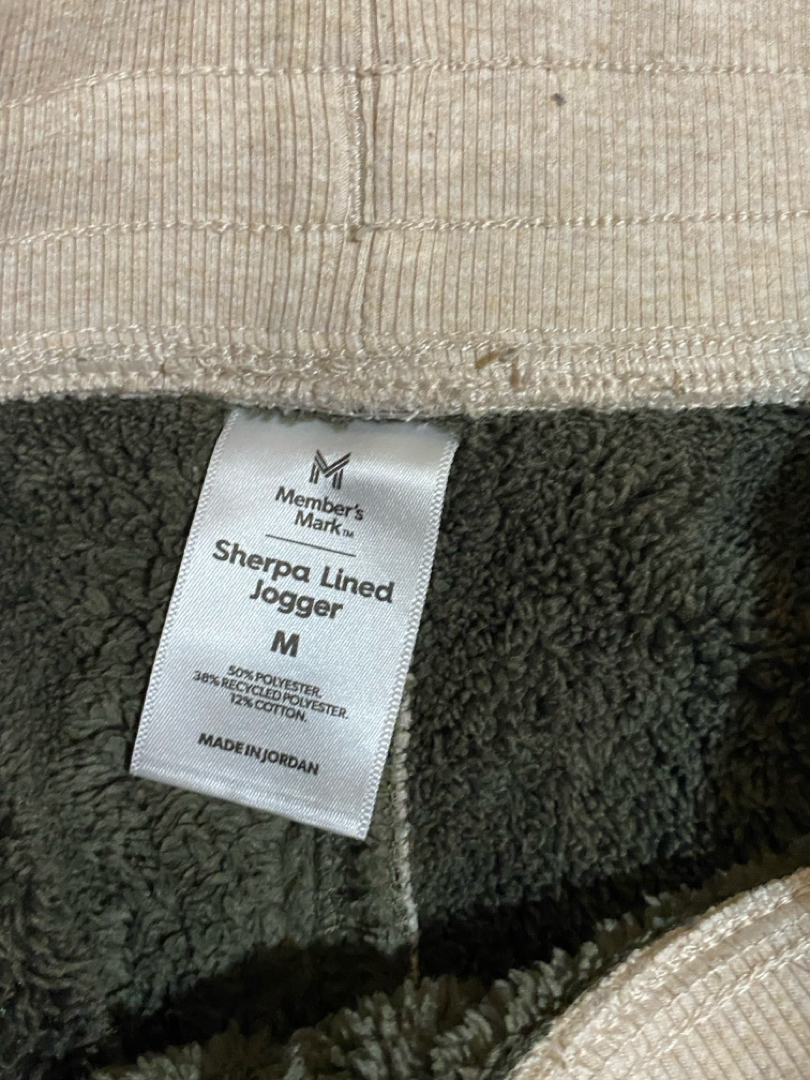 M
Member's
Mark™
Sherpa Lined
Jogger
M
50% POLYESTER.
38% RECYCLED POLYESTER.
12% COTTON.
MADE IN JORDAN